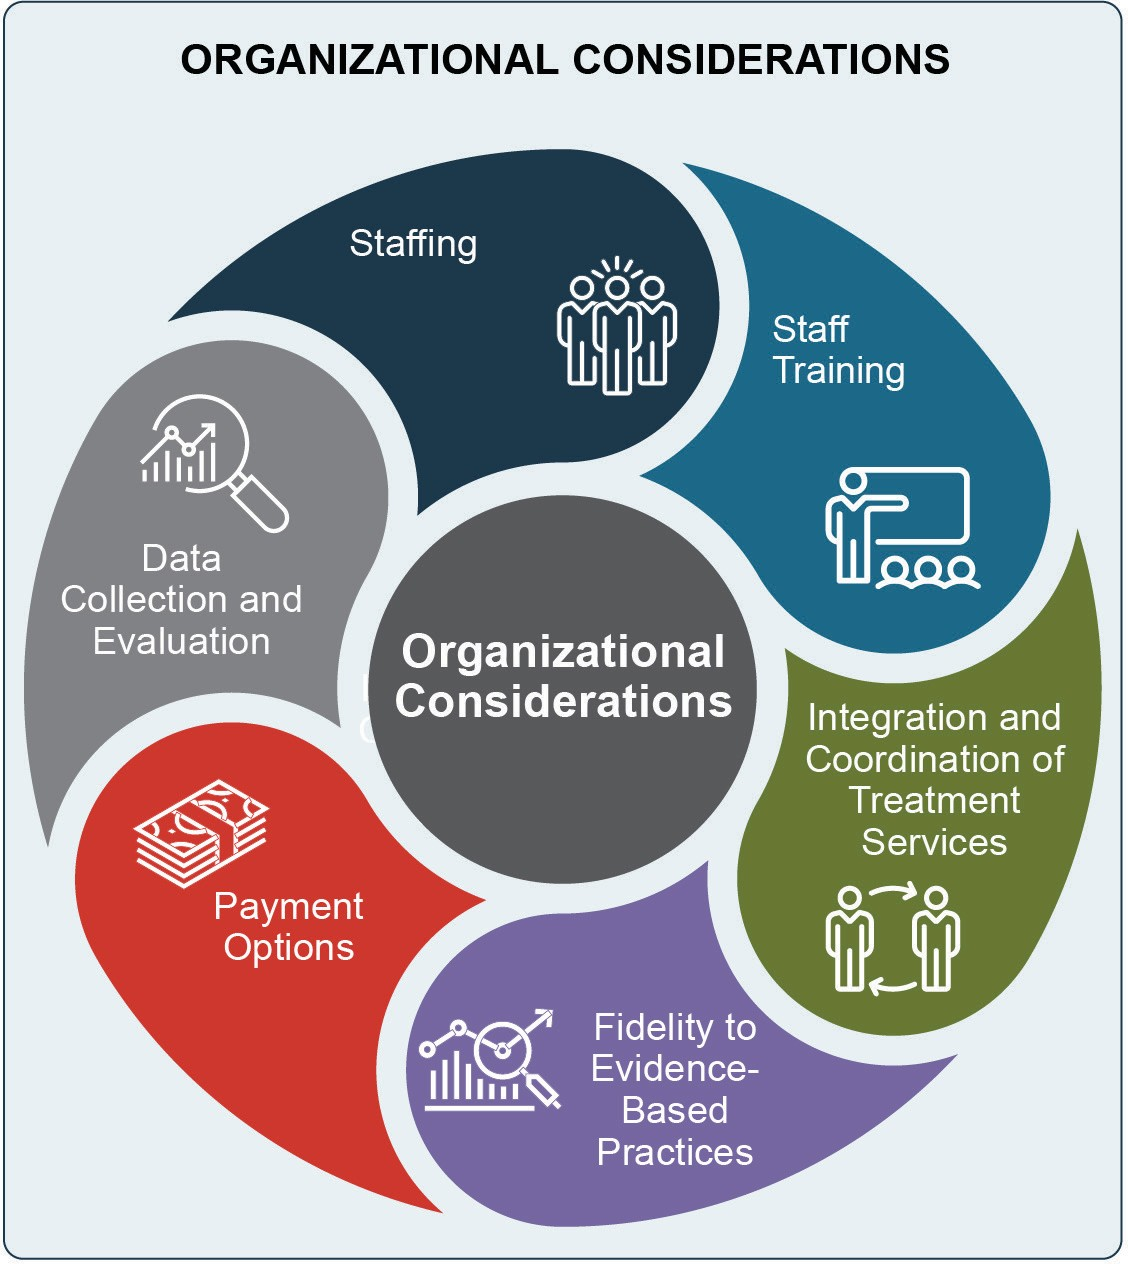 ORGANIZATIONAL CONSIDERATIONS
Staffing
Staff
Training
Integration and
Coordination of
Treatment
Services
Fidelity to
Evidence-
Based
Practices
Payment
Options
Data
Collection and
Evaluation
Organizational
Considerations